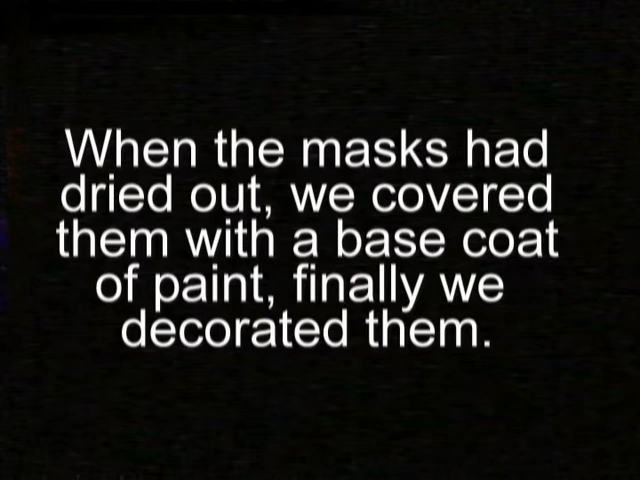 When the masks had
dried out, we covered
them with a base coat
of paint, finally we
decorated them.